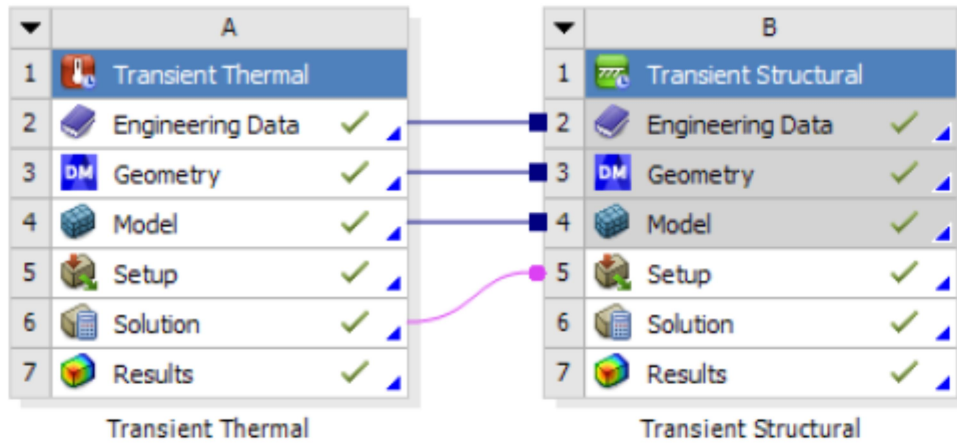 A
1 Transient Thermal
2 Engineering Data
3 DM Geometry
4 Model
5 Setup
6 Solution
7 Results
Transient Thermal
B
1 Transient Structural
2 Engineering Data
3 DM Geometry
4 Model
5 Setup
6 Solution
7 Results
Transient Structural